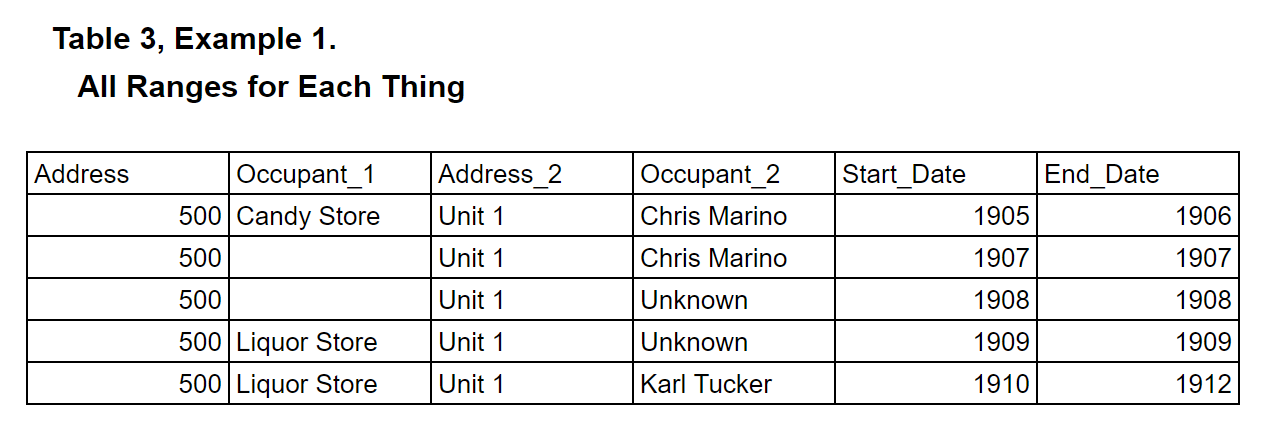 Table 3, Example 1.
All Ranges for Each Thing
Address Occupant_1 Address_2 Occupant_2 Start_Date End_Date
500 Candy Store Unit 1 Chris Marino 1905 1906
500 Unit 1 Chris Marino 1907 1907
500 Unit 1 Unknown 1908 1908
500 Liquor Store Unit 1 Unknown 1909 1909
500 Liquor Store Unit 1 Karl Tucker 1910 1912